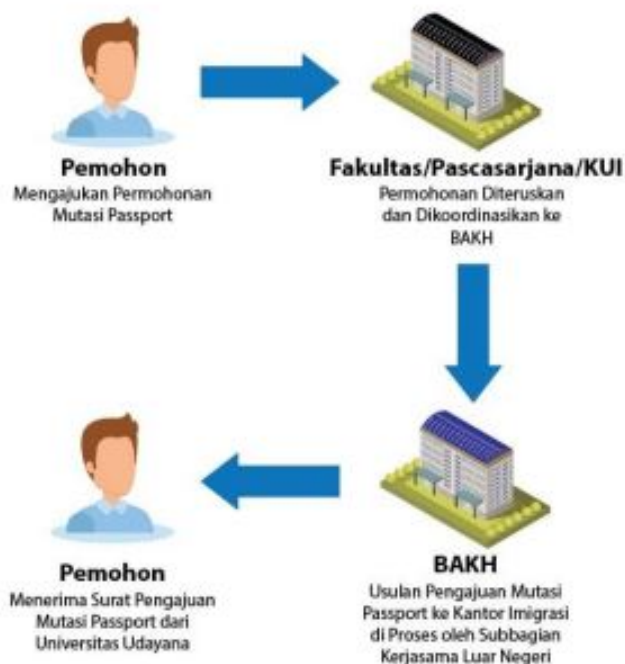 Pemohon
Mengajukan Permohonan
Mutasi Passport
Fakultas/Pascasarjana/KUI
Permohonan Diteruskan
dan Dikoordinasikan ke
BAKH
BAKH
Usulan Pengajuan Mutasi
Passport ke Kantor Imigrasi
di Proses oleh Subbagian
Kerjasama Luar Negeri
Pemohon
Menerima Surat Pengajuan
Mutasi Passport dari
Universitas Udayana